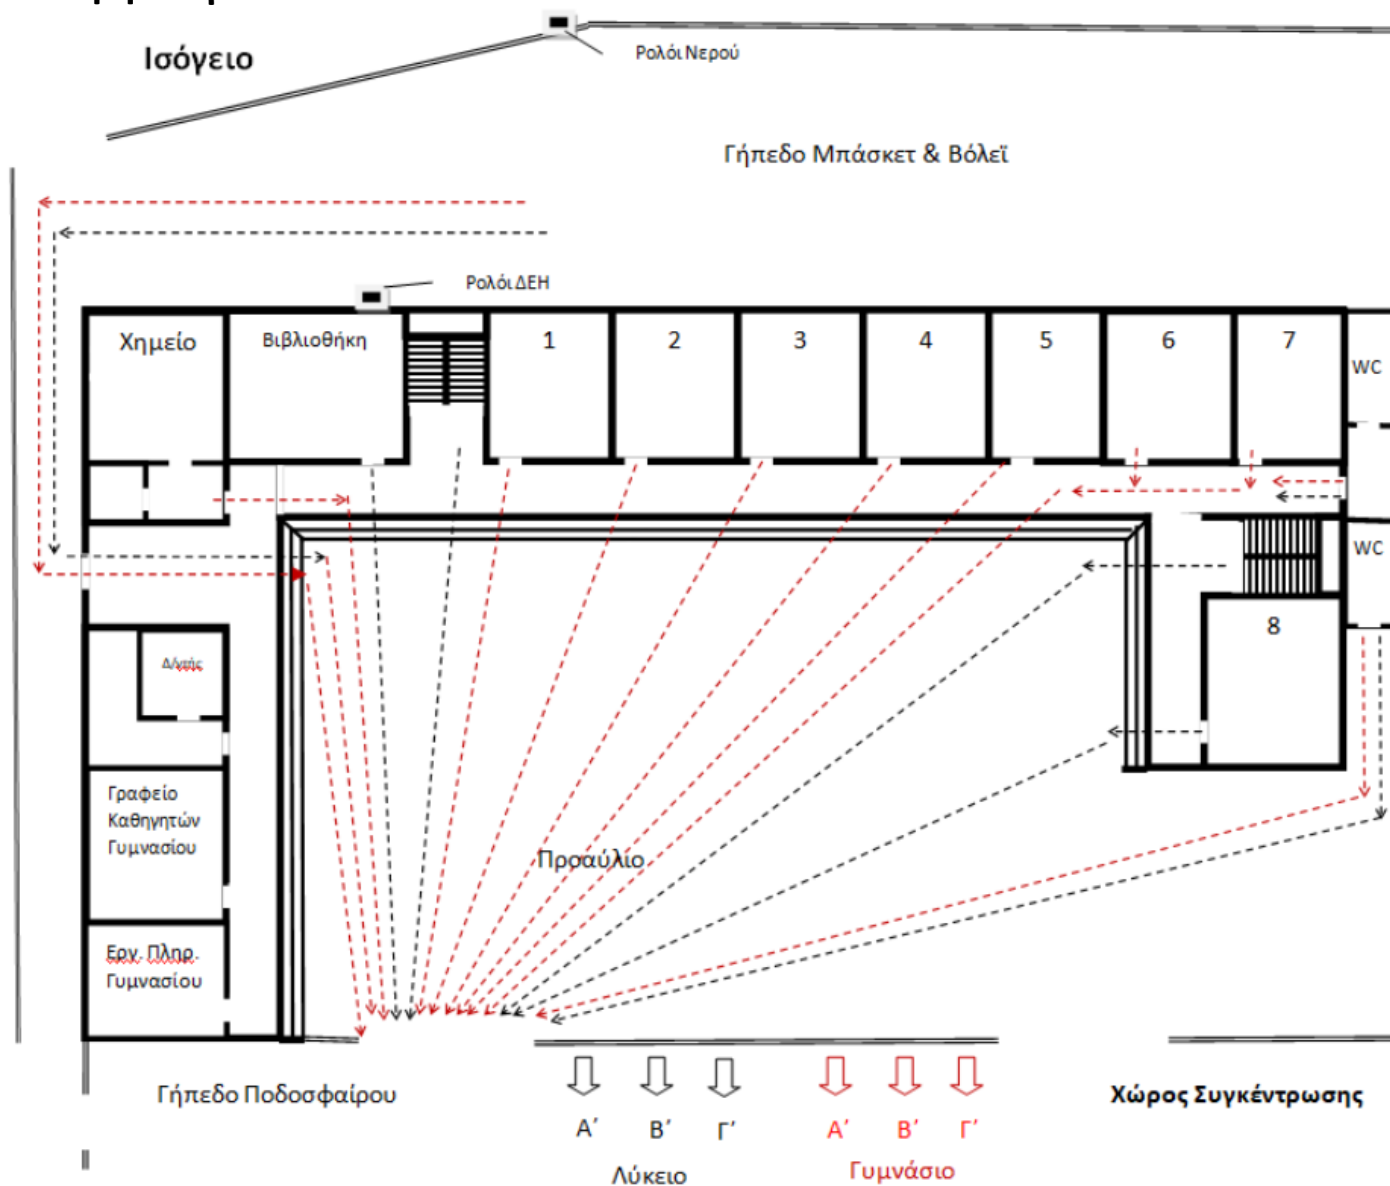 Ισόγειο
Ρολόι Νερού
Γήπεδο Μπάσκετ & Βόλεϊ
Ρολόι ΔΕΗ
Χημείο
Βιβλιοθήκη
1
2
3
4
5
6
7
WC
WC
8
Δ/ντής
Γραφείο
Καθηγητών
Γυμνασίου
Προαύλιο
Εργ. Πληρ.
Γυμνασίου
Γήπεδο Ποδοσφαίρου
Χώρος Συγκέντρωσης
Α΄ Β΄ Γ΄
Α΄ Β΄ Γ΄
Λύκειο
Γυμνάσιο